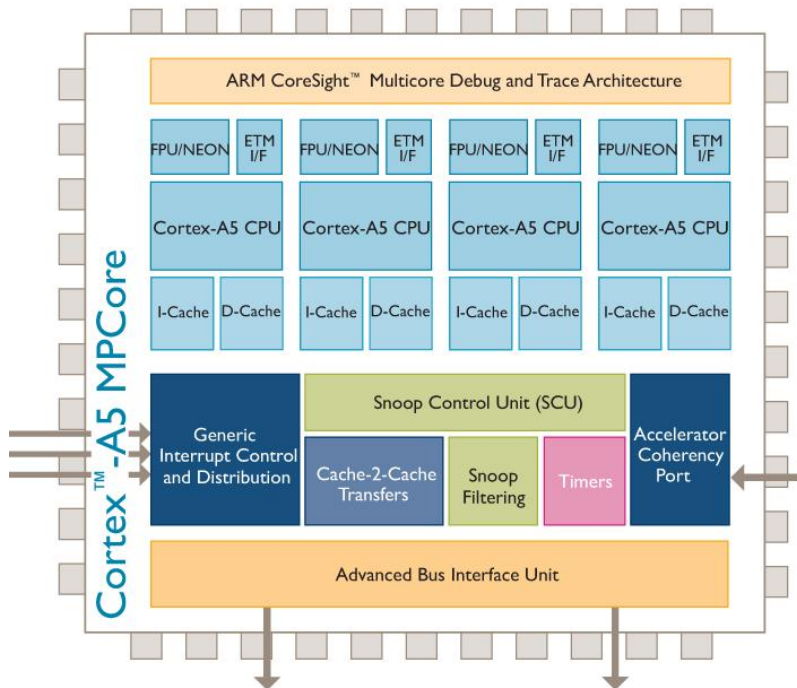 ARM CoreSight™ Multicore Debug and Trace Architecture
FPU/NEON
ETM
I/F
FPU/NEON
ETM
I/F
FPU/NEON
ETM
I/F
FPU/NEON
ETM
I/F
Cortex-A5 CPU
Cortex-A5 CPU
Cortex-A5 CPU
Cortex-A5 CPU
I-Cache
D-Cache
I-Cache
D-Cache
I-Cache
D-Cache
I-Cache
D-Cache
Cortex™-A5 MPCore
Generic
Interrupt Control
and Distribution
Snoop Control Unit (SCU)
Cache-2-Cache
Transfers
Snoop
Filtering
Timers
Accelerator
Coherency
Port
Advanced Bus Interface Unit